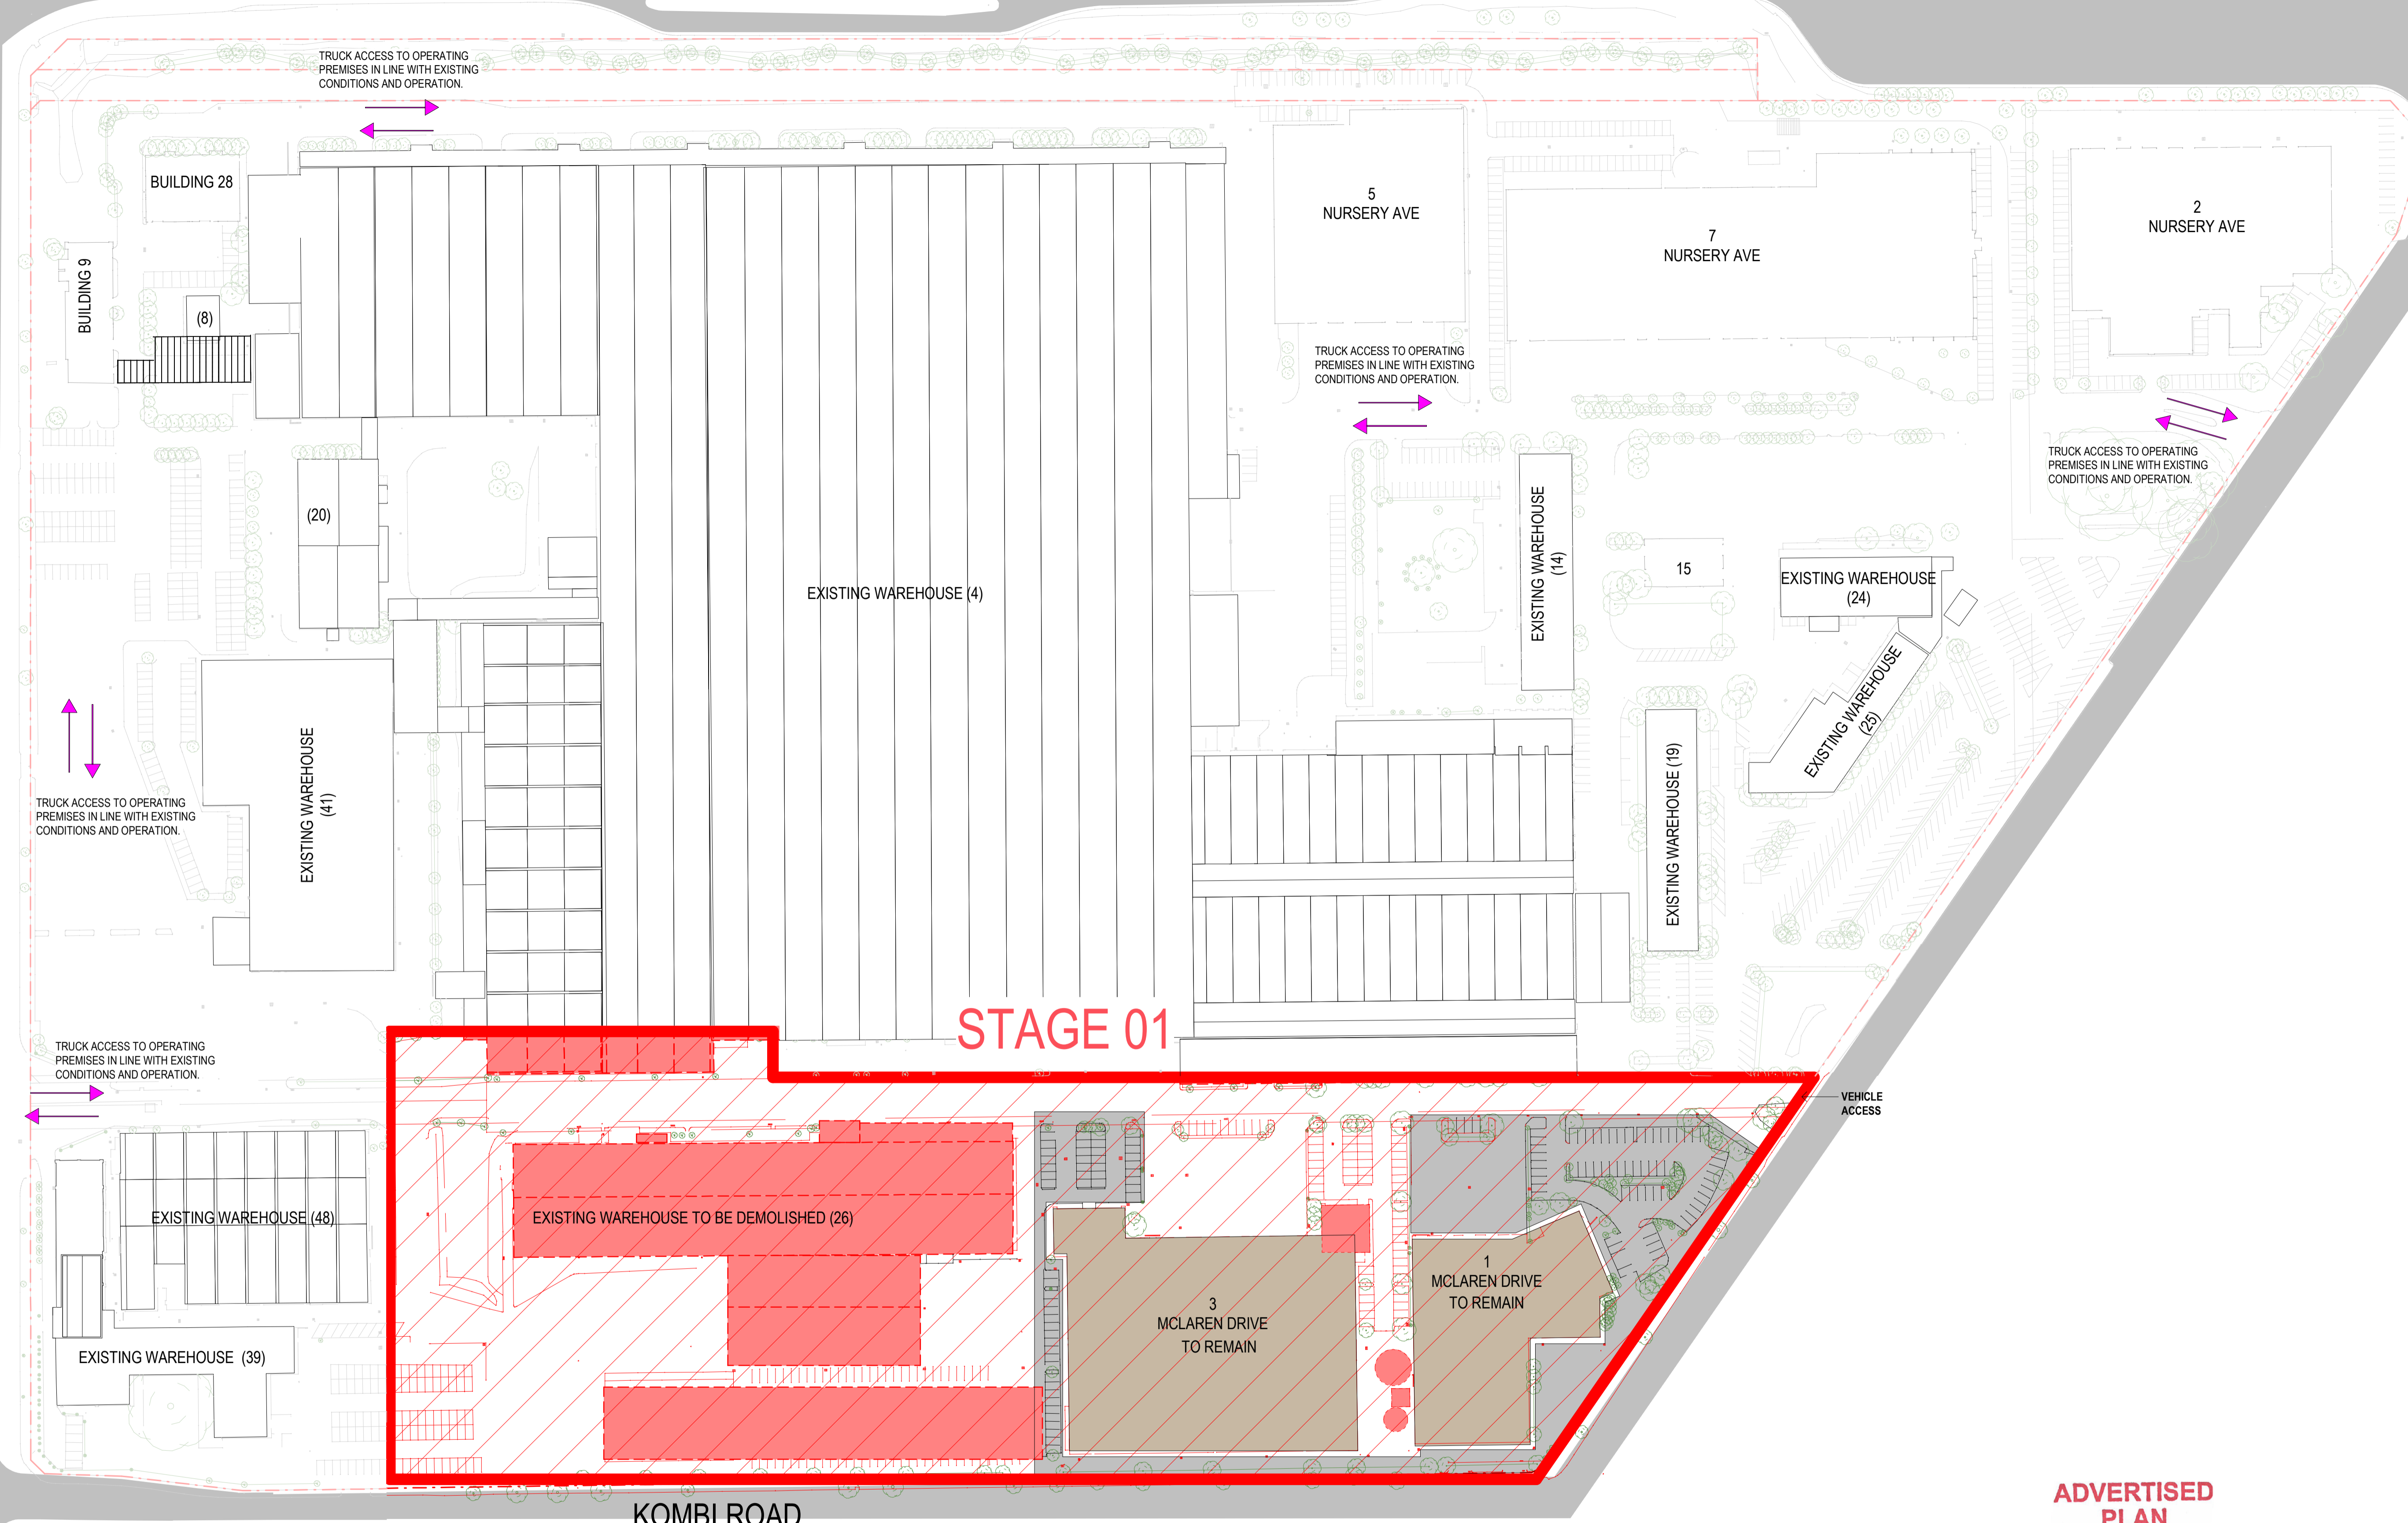 TRUCK ACCESS TO OPERATING
PREMISES IN LINE WITH EXISTING
CONDITIONS AND OPERATION.
BUILDING 28
5
NURSERY AVE
7
NURSERY AVE
2
NURSERY AVE
BUILDING 9
(8)
TRUCK ACCESS TO OPERATING
PREMISES IN LINE WITH EXISTING
CONDITIONS AND OPERATION.
TRUCK ACCESS TO OPERATING
PREMISES IN LINE WITH EXISTING
CONDITIONS AND OPERATION.
(20)
EXISTING WAREHOUSE (4)
EXISTING WAREHOUSE
(14)
15
EXISTING WAREHOUSE
(24)
EXISTING WAREHOUSE
(25)
EXISTING WAREHOUSE
(41)
EXISTING WAREHOUSE (19)
TRUCK ACCESS TO OPERATING
PREMISES IN LINE WITH EXISTING
CONDITIONS AND OPERATION.
STAGE 01
TRUCK ACCESS TO OPERATING
PREMISES IN LINE WITH EXISTING
CONDITIONS AND OPERATION.
VEHICLE
ACCESS
EXISTING WAREHOUSE (48)
EXISTING WAREHOUSE TO BE DEMOLISHED (26)
1
MCLAREN DRIVE
TO REMAIN
3
MCLAREN DRIVE
TO REMAIN
EXISTING WAREHOUSE (39)
KOMBI ROAD
ADVERTISED
PLAN